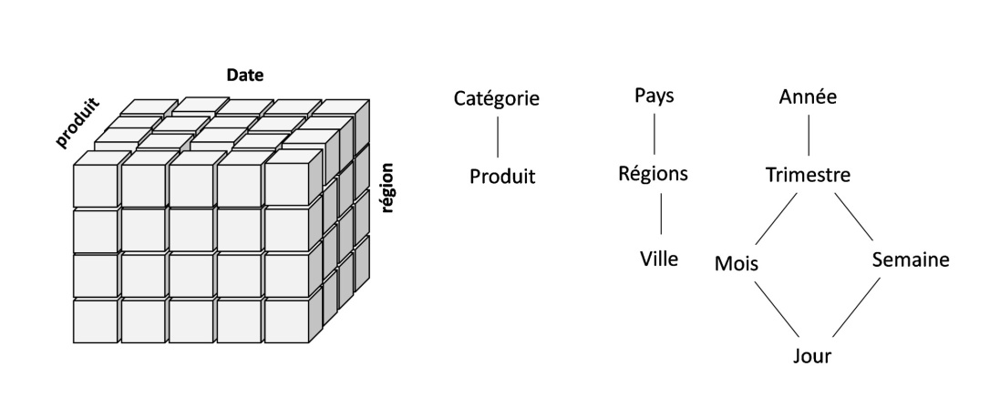 Date
produit
région
Catégorie
Produit
Pays
Régions
Ville
Année
Trimestre
Mois
Semaine
Jour